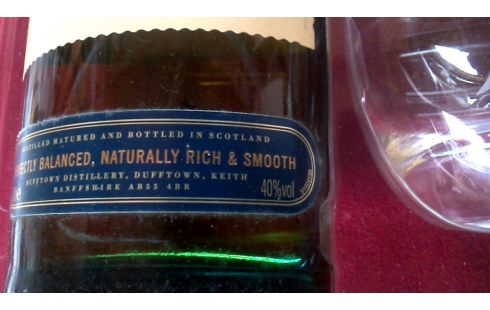 DISTILLED MATURED AND BOTTLED IN SCOTLAND
PERFECTLY BALANCED, NATURALLY RICH & SMOOTH
DUFFTOWN DISTILLERY, DUFFTOWN, KEITH
BANFFSHIRE AB55 4BR
e
40%vol